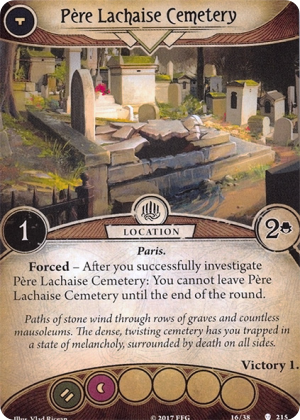 Père Lachaise Cemetery
1
LOCATION
2
Paris.
Forced – After you successfully investigate
Père Lachaise Cemetery: You cannot leave Père
Lachaise Cemetery until the end of the round.
Paths of stone wind through rows of graves and countless
mausoleums. The dense, twisting cemetery has you trapped in
a state of melancholy, surrounded by death on all sides.
Victory 1.
Illus. Vlad Ricean
© 2017 FFG
16/38
215